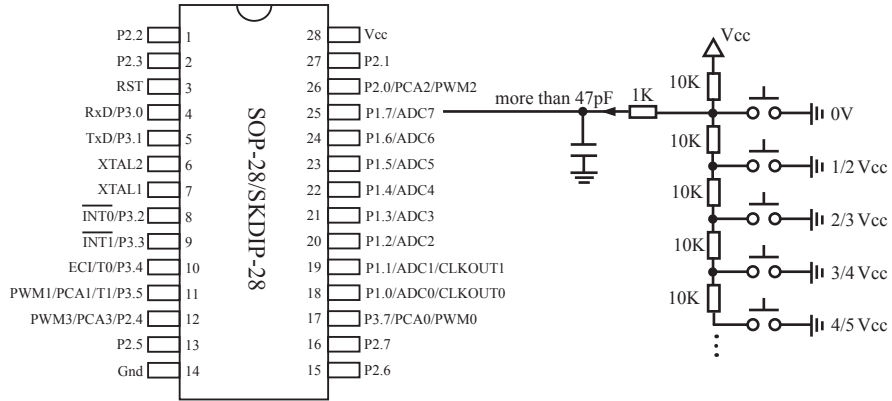 P2.2 1
P2.3 2
RST 3
RxD/P3.0 4
TxD/P3.1 5
XTAL2 6
XTAL1 7
INT0/P3.2 8
INT1/P3.3 9
ECI/T0/P3.4 10
PWM1/PCA1/T1/P3.5 11
PWM3/PCA3/P2.4 12
P2.5 13
Gnd 14
SOP-28/SKDIP-28
28 Vcc
27 P2.1
26 P2.0/PCA2/PWM2
25 P1.7/ADC7
24 P1.6/ADC6
23 P1.5/ADC5
22 P1.4/ADC4
21 P1.3/ADC3
20 P1.2/ADC2
19 P1.1/ADC1/CLKOUT1
18 P1.0/ADC0/CLKOUT0
17 P3.7/PCA0/PWM0
16 P2.7
15 P2.6
more than 47pF
1K
Vcc
10K
0V
10K
1/2 Vcc
10K
2/3 Vcc
10K
3/4 Vcc
10K
4/5 Vcc